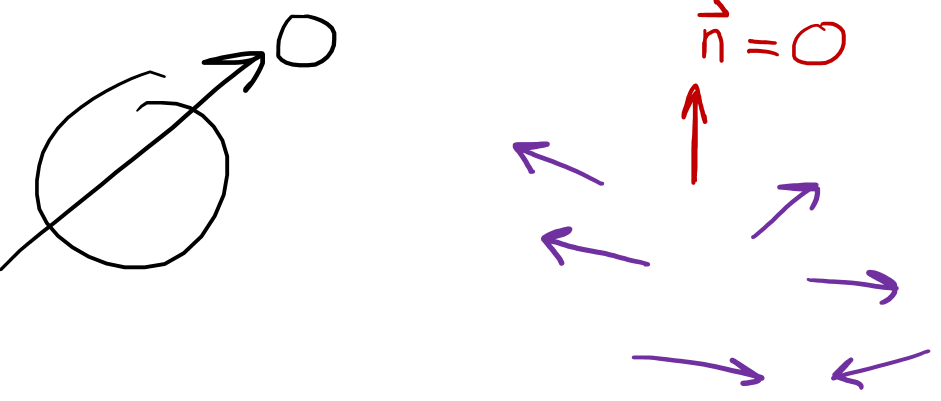 n⃗ = 0